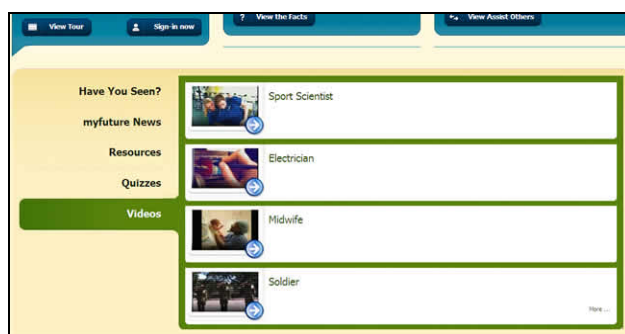 View Tour
Sign-in now
? View the Facts
View Assist Others
Have You Seen?
myfuture News
Resources
Quizzes
Videos
Sport Scientist
Electrician
Midwife
Soldier
More ...